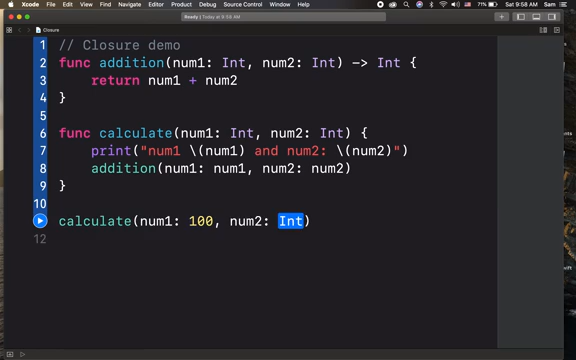 Xcode File Edit View Find Navigate Editor Product Debug Source Control Window Help 71% Sat 9:58 AM Sam
Ready | Today at 9:58 AM
Closure
1 // Closure demo
2 func addition(num1: Int, num2: Int) -> Int {
3 return num1 + num2
4 }
5
6 func calculate(num1: Int, num2: Int) {
7 print("num1 \(num1) and num2: \(num2)")
8 addition(num1: num1, num2: num2)
9 }
10
calculate(num1: 100, num2: Int)
12